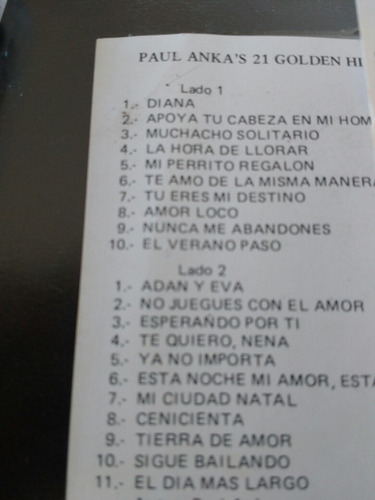 PAUL ANKA'S 21 GOLDEN HI
Lado 1
1.- DIANA
2.- APOYA TU CABEZA EN MI HOM
3.- MUCHACHO SOLITARIO
4.- LA HORA DE LLORAR
5.- MI PERRITO REGALON
6.- TE AMO DE LA MISMA MANERA
7.- TU ERES MI DESTINO
8.- AMOR LOCO
9.- NUNCA ME ABANDONES
10.- EL VERANO PASO
Lado 2
1.- ADAN Y EVA
2.- NO JUEGUES CON EL AMOR
3.- ESPERANDO POR TI
4.- TE QUIERO, NENA
5.- YA NO IMPORTA
6.- ESTA NOCHE MI AMOR, ESTA
7.- MI CIUDAD NATAL
8.- CENICIENTA
9.- TIERRA DE AMOR
10.- SIGUE BAILANDO
11.- EL DIA MAS LARGO